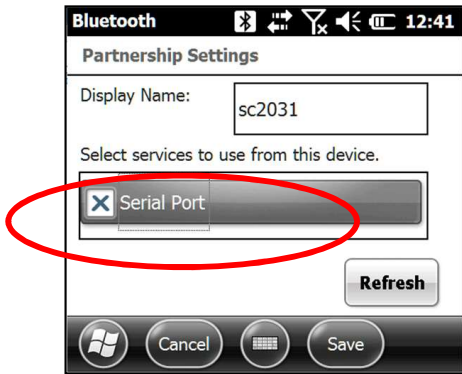 Bluetooth 12:41
Partnership Settings
Display Name:
sc2031
Select services to use from this device.
Serial Port
Refresh
Cancel Save